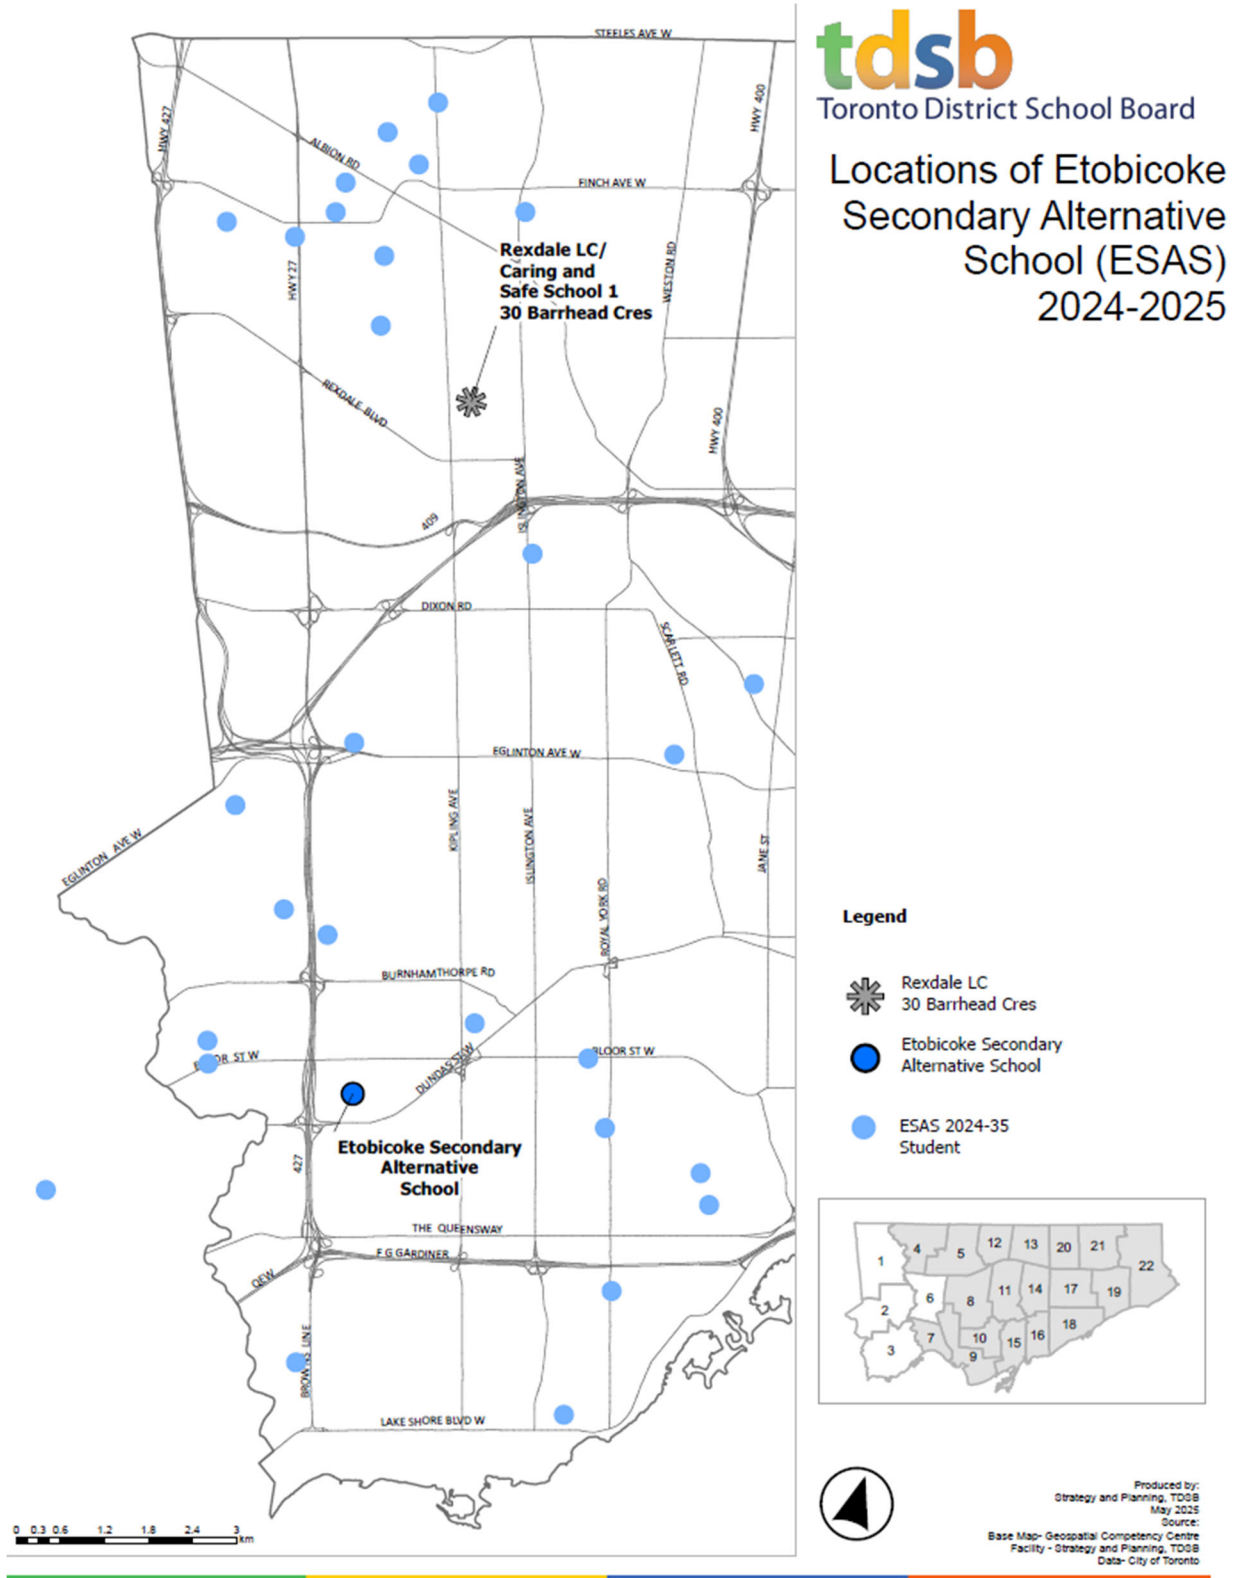 tdsb
Toronto District School Board
Locations of Etobicoke
Secondary Alternative
School (ESAS)
2024-2025
STEELES AVE W
HWY 427
HWY 400
ALBION RD
FINCH AVE W
HWY 27
WESTON RD
Rexdale LC/
Caring and
Safe School 1
30 Barrhead Cres
REXDALE BLVD
HWY 400
ISLINGTON AVE
409
DIXON RD
SCARLETT RD
EGLINTON AVE W
KIPLING AVE
ISLINGTON AVE
EGLINTON AVE W
JANE ST
ROYAL YORK RD
BURNHAMTHORPE RD
BLOOR ST W
DUNDAS ST W
BLOOR ST W
Etobicoke Secondary
Alternative
School
427
THE QUEENSWAY
F G GARDINER
QEW
BROWNS LINE
LAKE SHORE BLVD W
0 0.3 0.6 1.2 1.8 2.4 3
km
Legend
Rexdale LC
30 Barrhead Cres
Etobicoke Secondary
Alternative School
ESAS 2024-35
Student
1
4
5
12
13
20
21
22
2
6
8
11
14
17
19
3
7
10
9
15
16
18
Produced by:
Strategy and Planning, TDSB
May 2025
Source:
Base Map- Geospatial Competency Centre
Facility - Strategy and Planning, TDSB
Data- City of Toronto